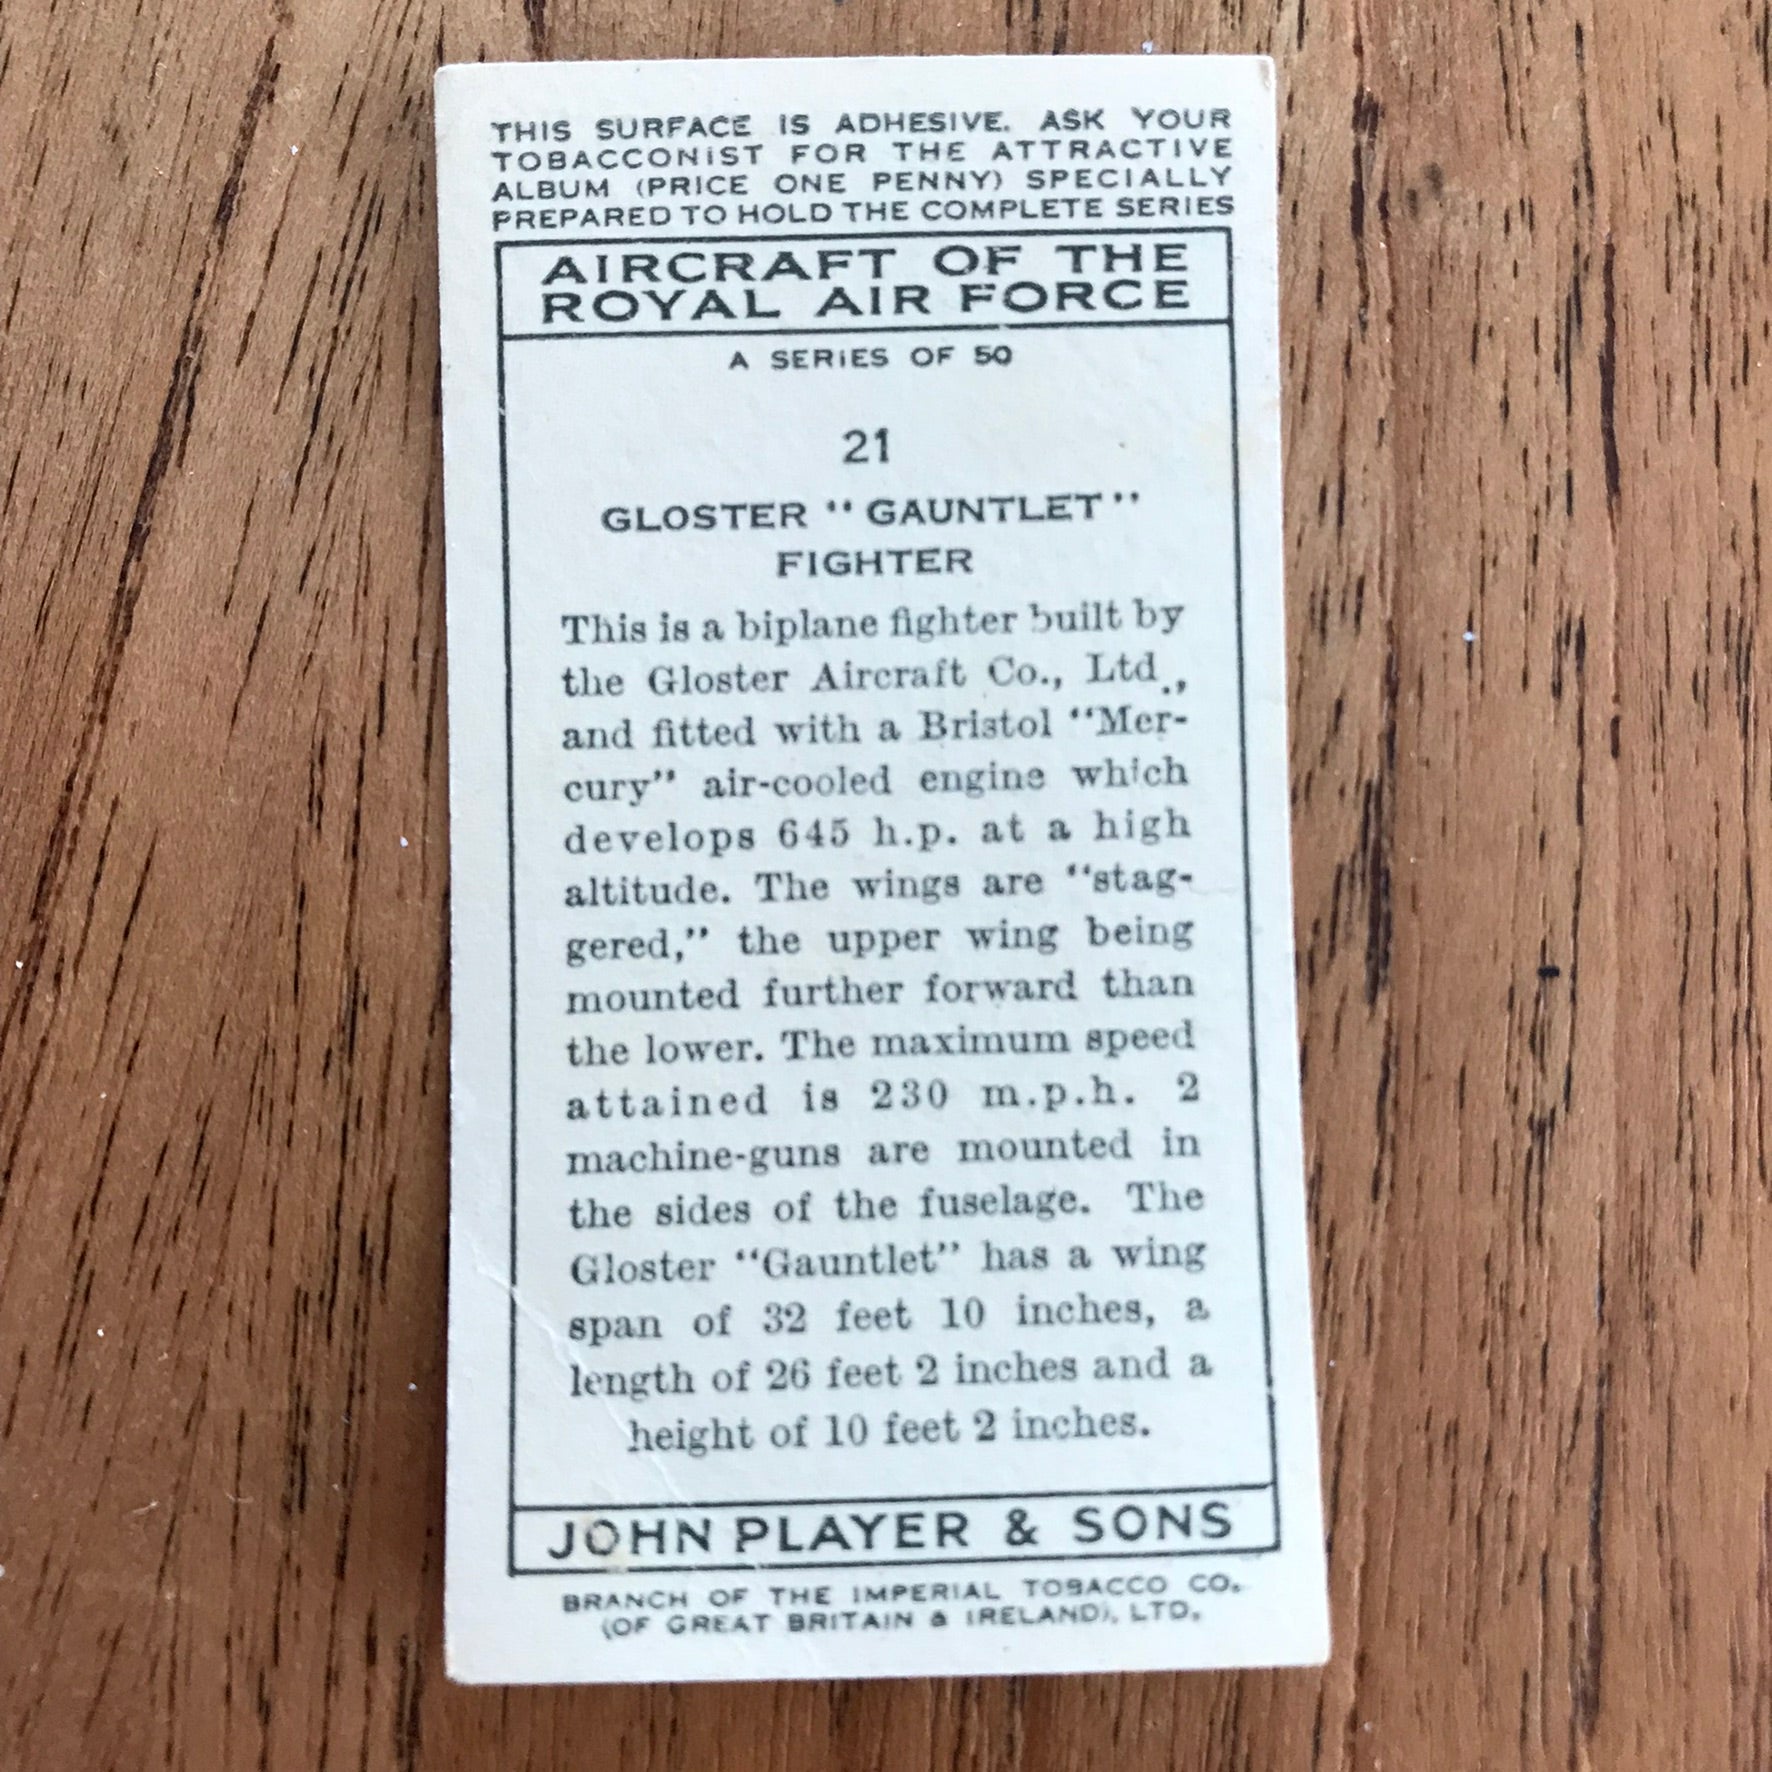 THIS SURFACE IS ADHESIVE. ASK YOUR
TOBACCONIST FOR THE ATTRACTIVE
ALBUM (PRICE ONE PENNY) SPECIALLY
PREPARED TO HOLD THE COMPLETE SERIES
AIRCRAFT OF THE
ROYAL AIR FORCE
A SERIES OF 50
21
GLOSTER "GAUNTLET"
FIGHTER
This is a biplane fighter built by
the Gloster Aircraft Co., Ltd.,
and fitted with a Bristol "Mer-
cury" air-cooled engine which
develops 645 h.p. at a high
altitude. The wings are "stag-
gered," the upper wing being
mounted further forward than
the lower. The maximum speed
attained is 230 m.p.h. 2
machine-guns are mounted in
the sides of the fuselage. The
Gloster "Gauntlet" has a wing
span of 32 feet 10 inches, a
length of 26 feet 2 inches and a
height of 10 feet 2 inches.
JOHN PLAYER & SONS
BRANCH OF THE IMPERIAL TOBACCO CO.
(OF GREAT BRITAIN & IRELAND), LTD.